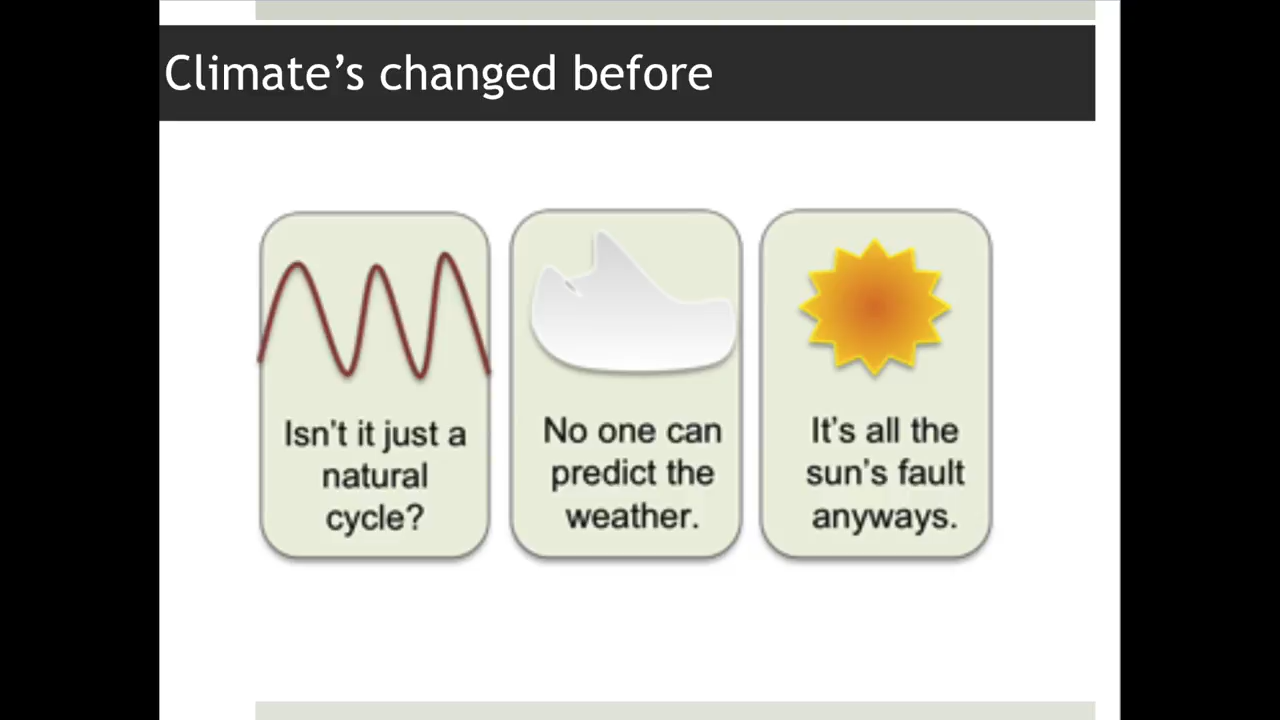 Climate’s changed before
Isn’t it just a
natural
cycle?
No one can
predict the
weather.
It’s all the
sun’s fault
anyways.